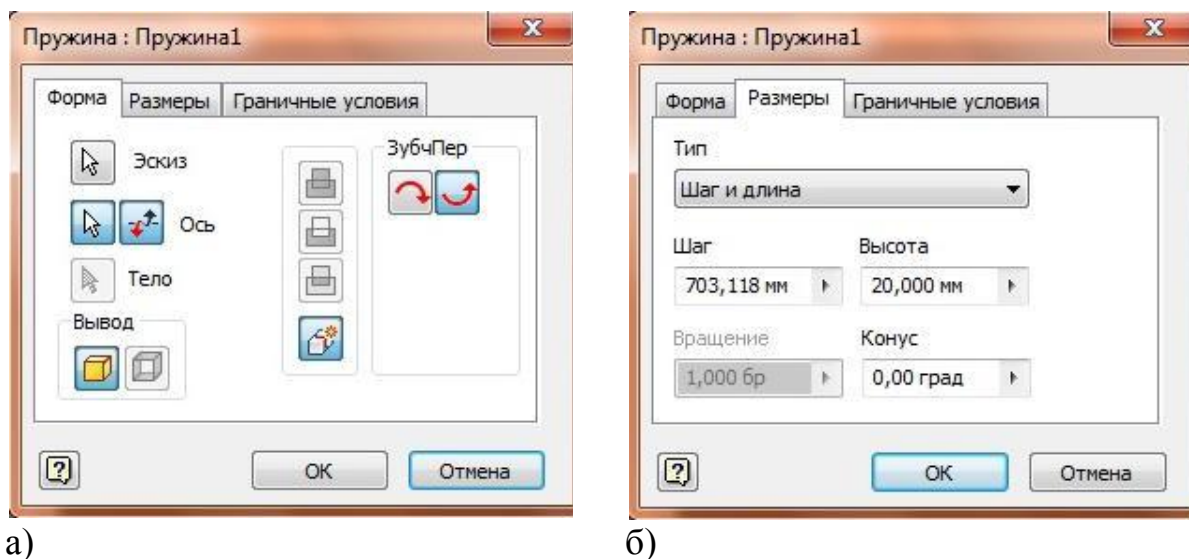 Пружина : Пружина1
Форма Размеры Граничные условия
Эскиз
Ось
Тело
Вывод
ЗубчПер
ОК
Отмена
а)
Пружина : Пружина1
Форма Размеры Граничные условия
Тип
Шаг и длина
Шаг Высота
703,118 мм 20,000 мм
Вращение Конус
1,000 бр 0,00 град
ОК
Отмена
б)